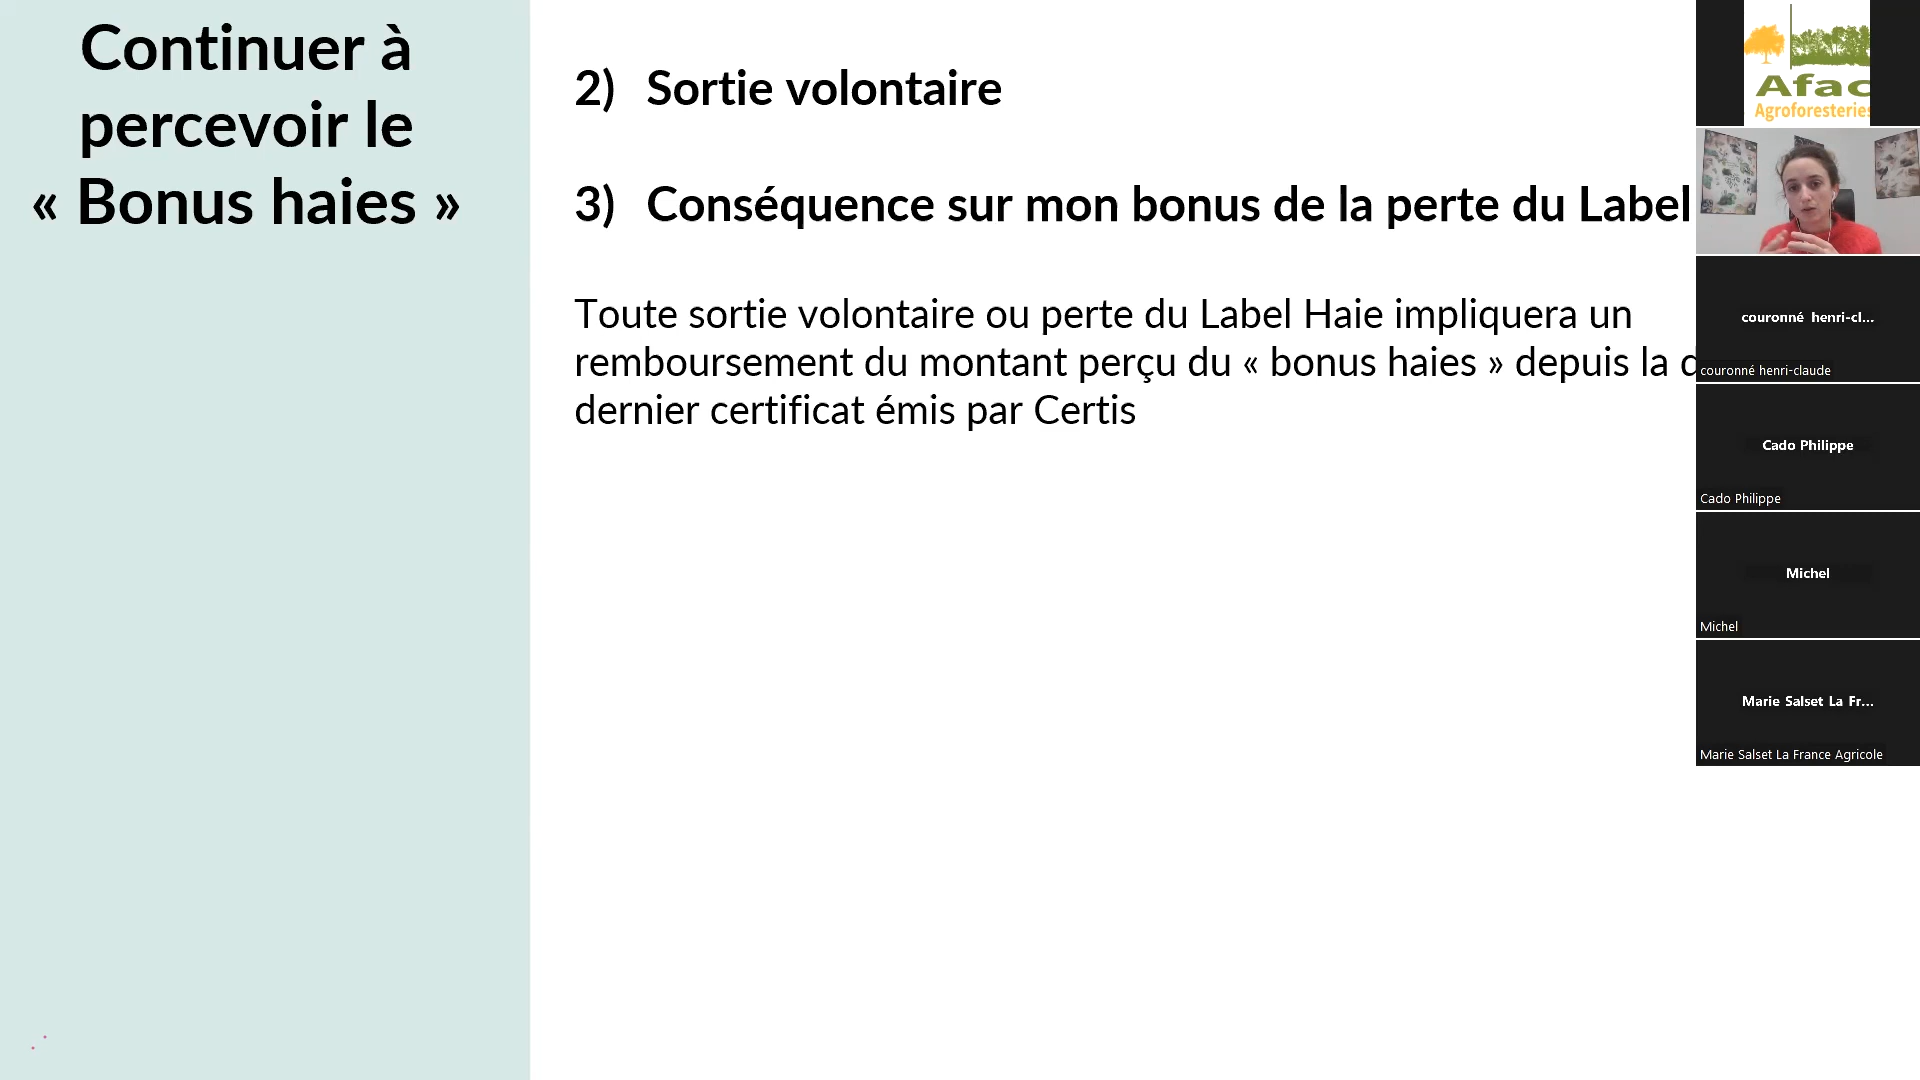 Continuer à
percevoir le
« Bonus haies »
2) Sortie volontaire
3) Conséquence sur mon bonus de la perte du Label
Toute sortie volontaire ou perte du Label Haie impliquera un
remboursement du montant perçu du « bonus haies » depuis la
dernier certificat émis par Certis
Afac
Agroforesteries
couronné henri-cl...
couronné henri-claude
Cado Philippe
Cado Philippe
Michel
Michel
Marie Salset La Fr...
Marie Salset La France Agricole